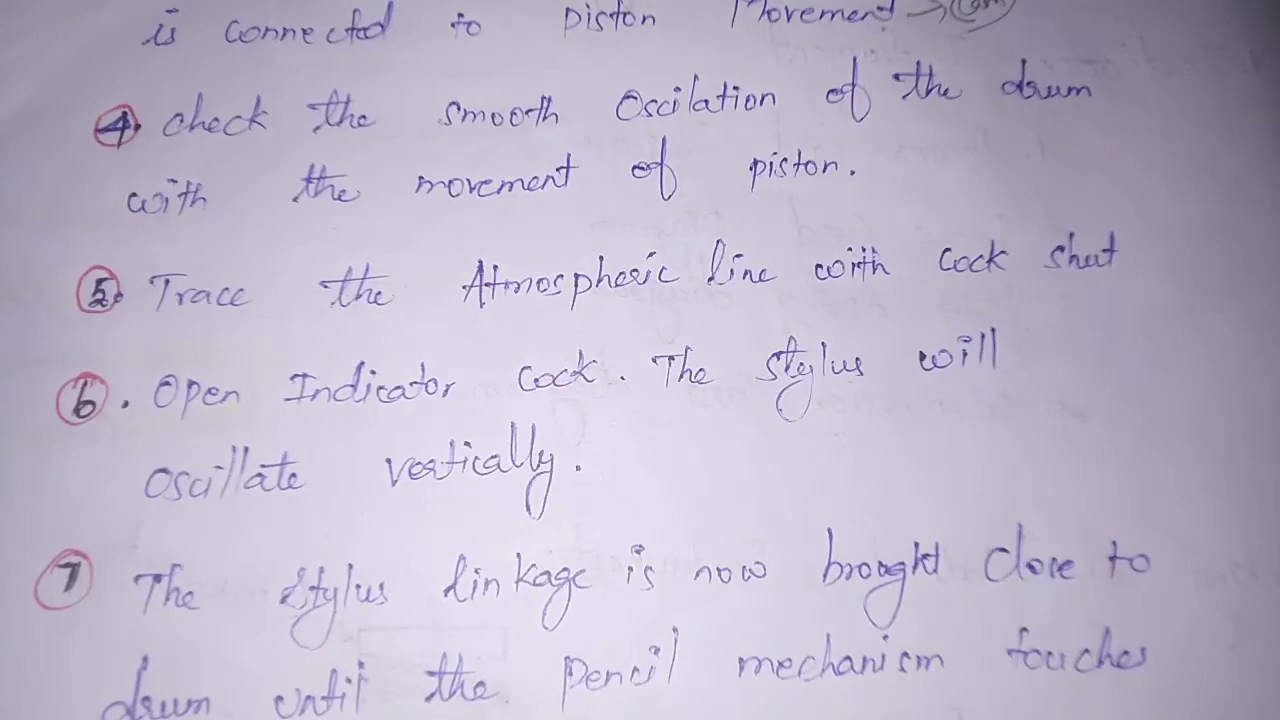 is connected to piston Movement → (Cam)
4. check the smooth Oscilation of the drum
with the movement of piston.
5. Trace the Atmospheric line with cock shut
6. Open Indicator cock. The stylus will
oscillate vertically.
7 The stylus linkage is now brought close to
drum until the pencil mechanism touches